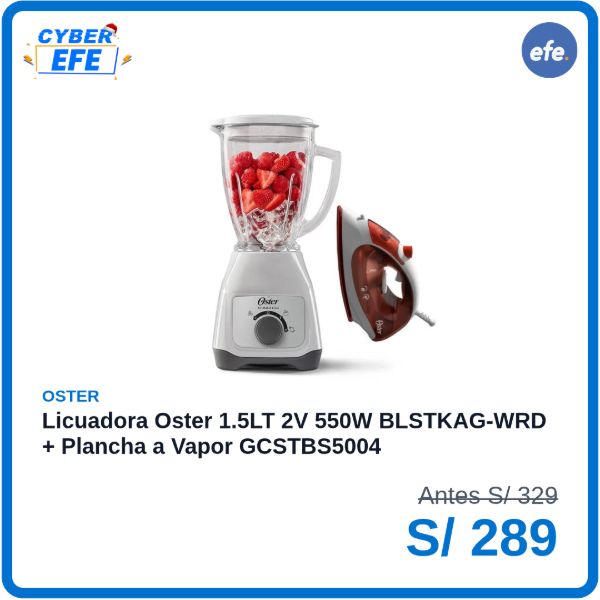 CYBER
EFE
efe.
Oster
Oster
OSTER
Licuadora Oster 1.5LT 2V 550W BLSTKAG-WRD
+ Plancha a Vapor GCSTBS5004
Antes S/ 329
S/ 289